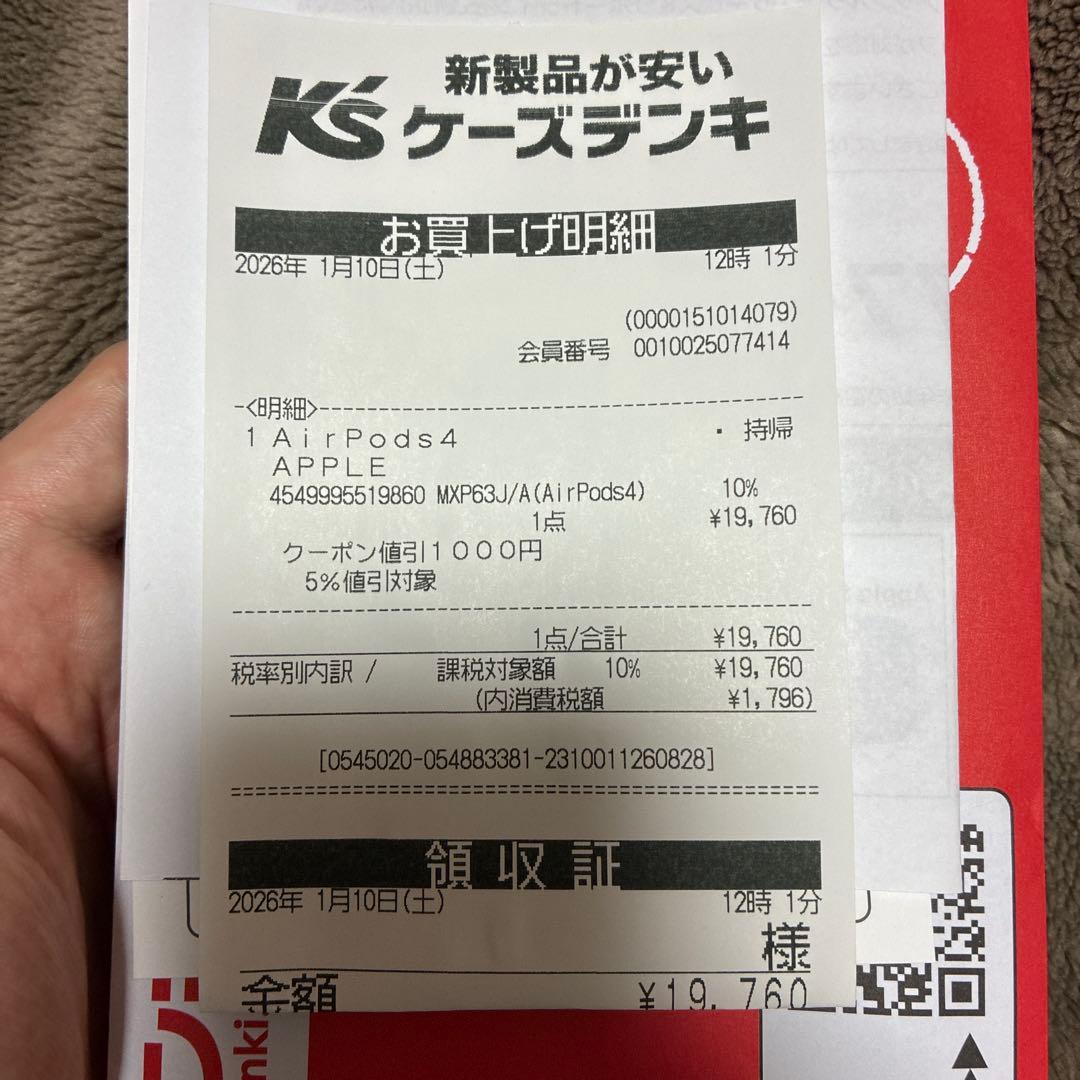 新製品が安い
K's ケーズデンキ
お買上げ明細
2026年 1月10日(土) 12時 1分
(0000151014079)
会員番号 0010025077414
-<明細>-
1 AirPods4 ・ 持帰
APPLE
4549995519860 MXP63J/A(AirPods4) 10%
1点 ¥19,760
クーポン値引1000円
5%値引対象
1点/合計 ¥19,760
税率別内訳 / 課税対象額 10% ¥19,760
(内消費税額 ¥1,796)
[0545020-054883381-2310011260828]
領収証
2026年 1月10日(土) 12時 1分
様
金額 ¥19,760
nki